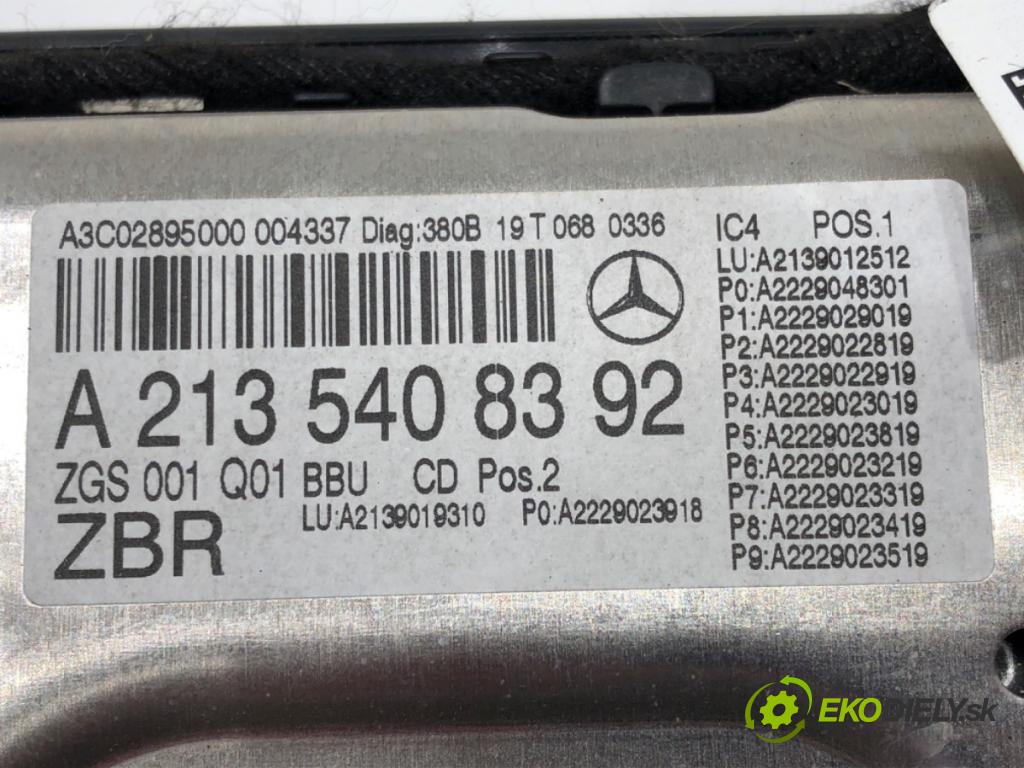 A3C02895000 004337 Diag:380B 19 T 068 0336
A 213 540 83 92
ZGS 001 Q01 BBU CD Pos.2
LU:A2139019310 P0:A2229023918
ZBR
IC4 POS.1
LU:A2139012512
P0:A2229048301
P1:A2229029019
P2:A2229022819
P3:A2229022919
P4:A2229023019
P5:A2229023819
P6:A2229023219
P7:A2229023319
P8:A2229023419
P9:A2229023519
EKODIELY.sk